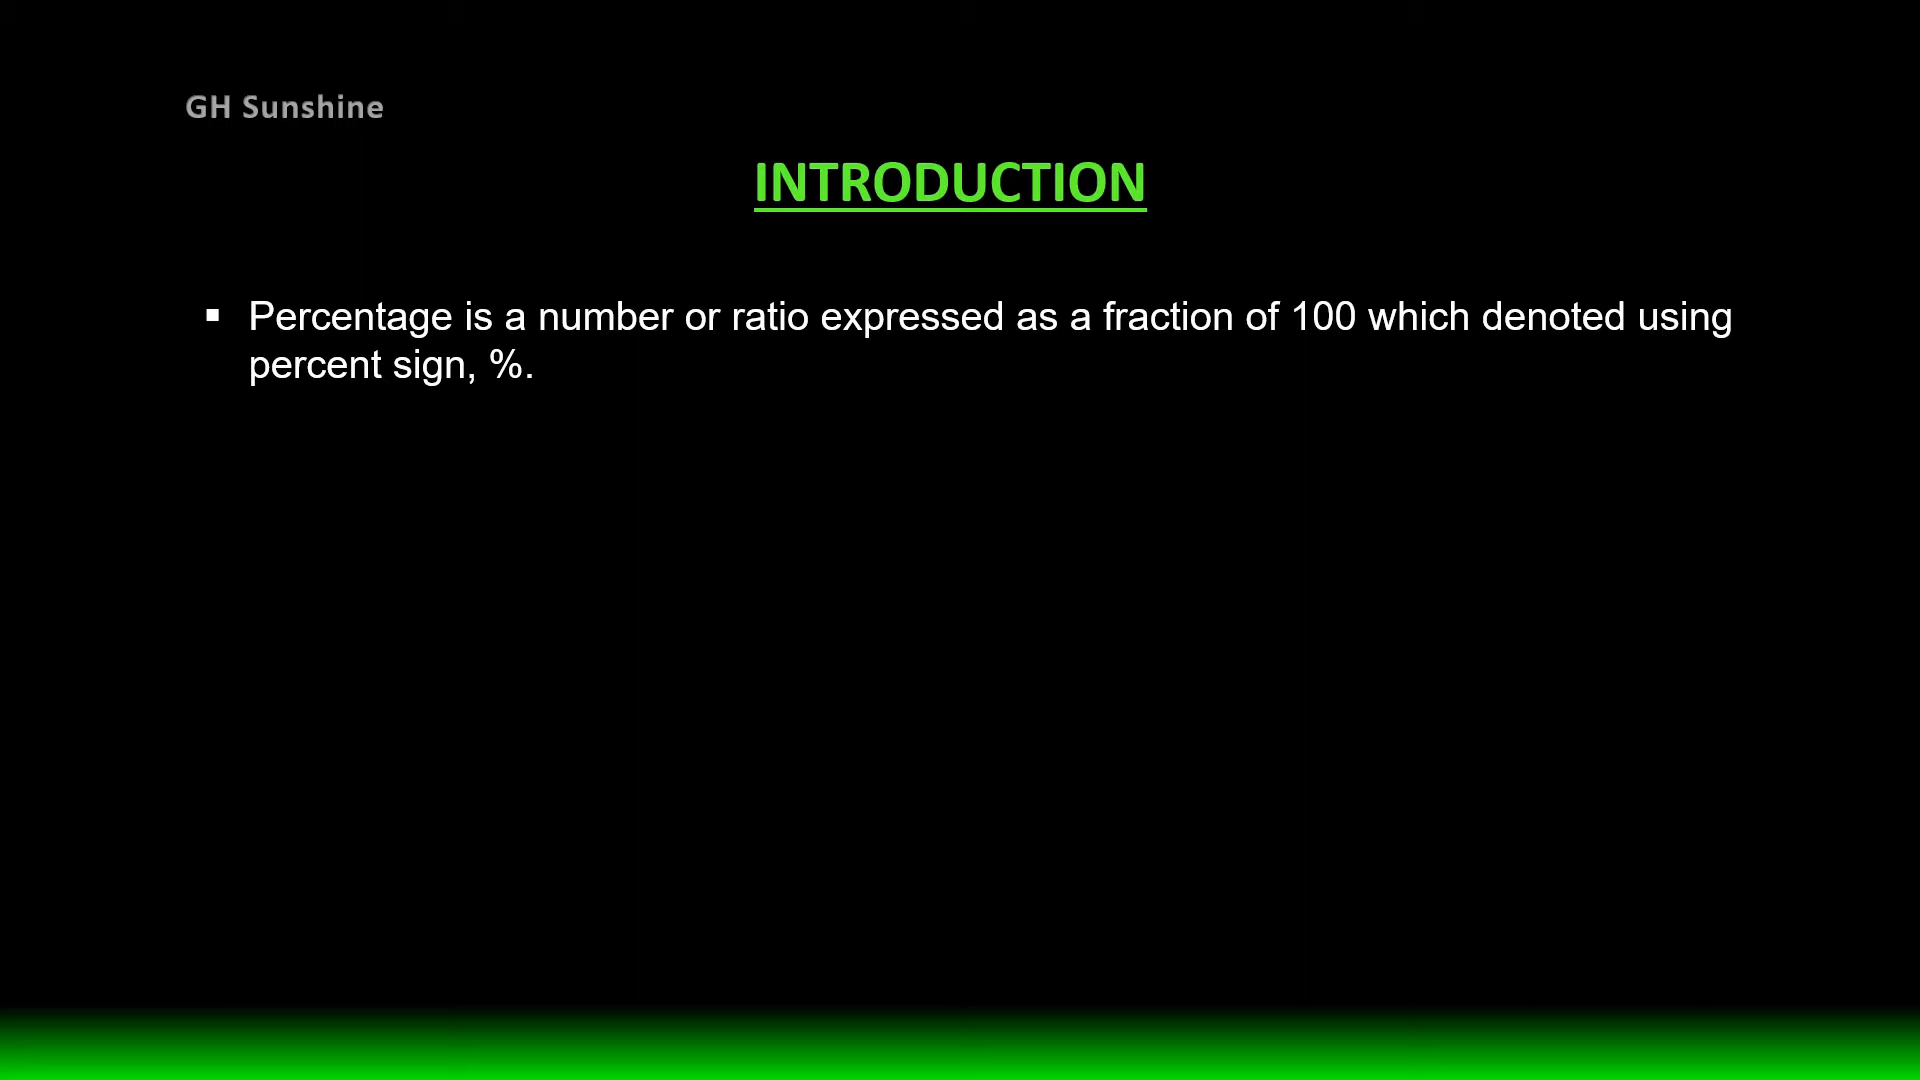 GH Sunshine
INTRODUCTION
▪ Percentage is a number or ratio expressed as a fraction of 100 which denoted using
percent sign, %.